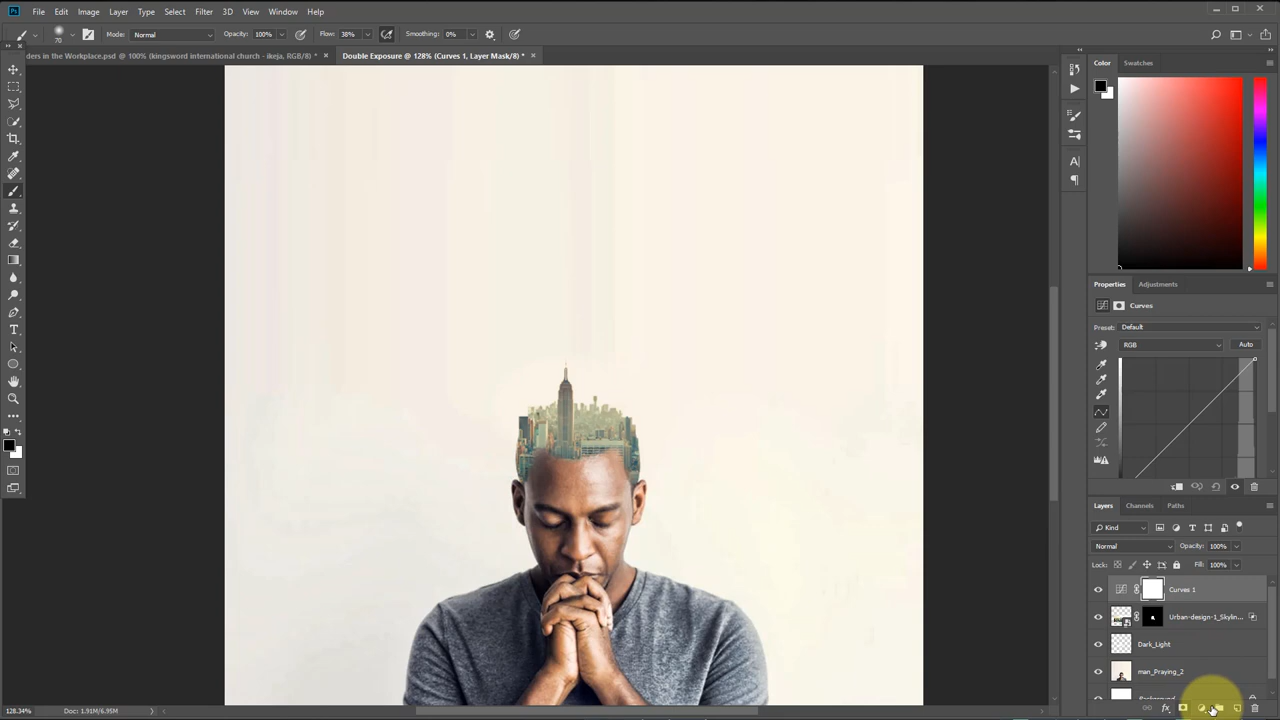 Ps File Edit Image Layer Type Select Filter 3D View Window Help
70 Mode: Normal Opacity: 100% Flow: 38% Smoothing: 0%
ders in the Workplace.psd @ 100% (kingsword international church - ikeja, RGB/8) * × Double Exposure @ 128% (Curves 1, Layer Mask/8) * ×
Color Swatches
Properties Adjustments
Curves
Preset: Default
RGB Auto
Layers Channels Paths
Kind
Normal Opacity: 100%
Lock: Fill: 100%
Curves 1
Urban-design-1_Skylin...
Dark_Light
man_Praying_2
Background
128.34% Doc: 1.91M/6.95M